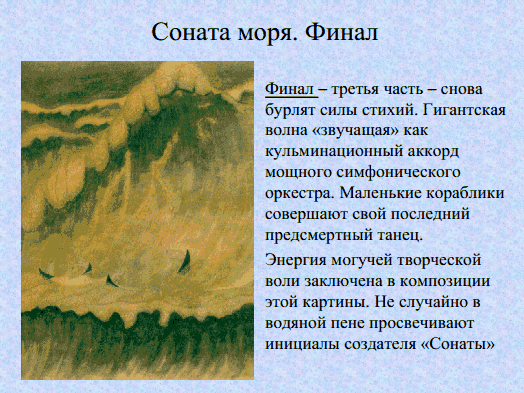 Соната моря. Финал
Финал – третья часть – снова
бурлят силы стихий. Гигантская
волна «звучащая» как
кульминационный аккорд
мощного симфонического
оркестра. Маленькие кораблики
совершают свой последний
предсмертный танец.
Энергия могучей творческой
воли заключена в композиции
этой картины. Не случайно в
водяной пене просвечивают
инициалы создателя «Сонаты»